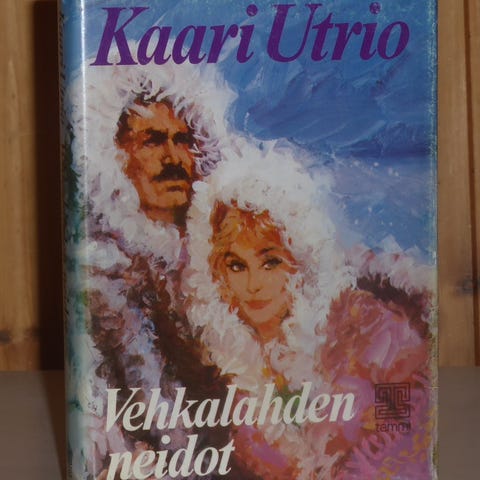 Kaari Utrio
Vehkalahden
neidot
tammi